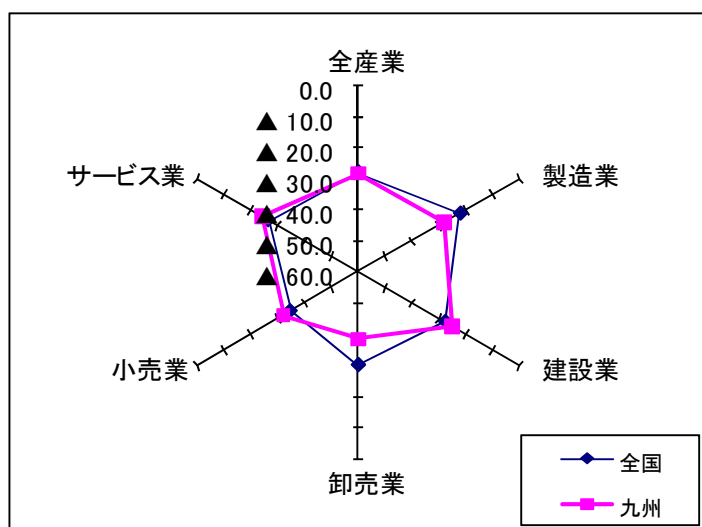 全産業
0.0
▲ 10.0
▲ 20.0
▲ 30.0
▲ 40.0
▲ 50.0
▲ 60.0
サービス業
製造業
小売業
建設業
卸売業
全国
九州